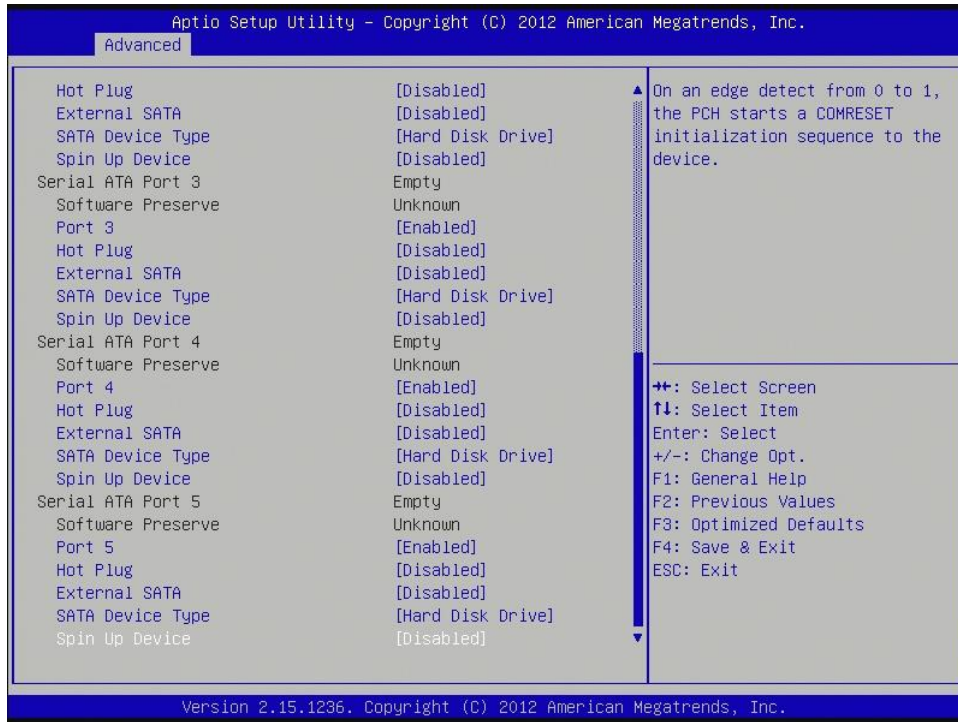 Aptio Setup Utility – Copyright (C) 2012 American Megatrends, Inc.
Advanced
Hot Plug [Disabled]
External SATA [Disabled]
SATA Device Type [Hard Disk Drive]
Spin Up Device [Disabled]
Serial ATA Port 3 Empty
Software Preserve Unknown
Port 3 [Enabled]
Hot Plug [Disabled]
External SATA [Disabled]
SATA Device Type [Hard Disk Drive]
Spin Up Device [Disabled]
Serial ATA Port 4 Empty
Software Preserve Unknown
Port 4 [Enabled]
Hot Plug [Disabled]
External SATA [Disabled]
SATA Device Type [Hard Disk Drive]
Spin Up Device [Disabled]
Serial ATA Port 5 Empty
Software Preserve Unknown
Port 5 [Enabled]
Hot Plug [Disabled]
External SATA [Disabled]
SATA Device Type [Hard Disk Drive]
Spin Up Device [Disabled]
On an edge detect from 0 to 1,
the PCH starts a COMRESET
initialization sequence to the
device.
→←: Select Screen
↑↓: Select Item
Enter: Select
+/-: Change Opt.
F1: General Help
F2: Previous Values
F3: Optimized Defaults
F4: Save & Exit
ESC: Exit
Version 2.15.1236. Copyright (C) 2012 American Megatrends, Inc.